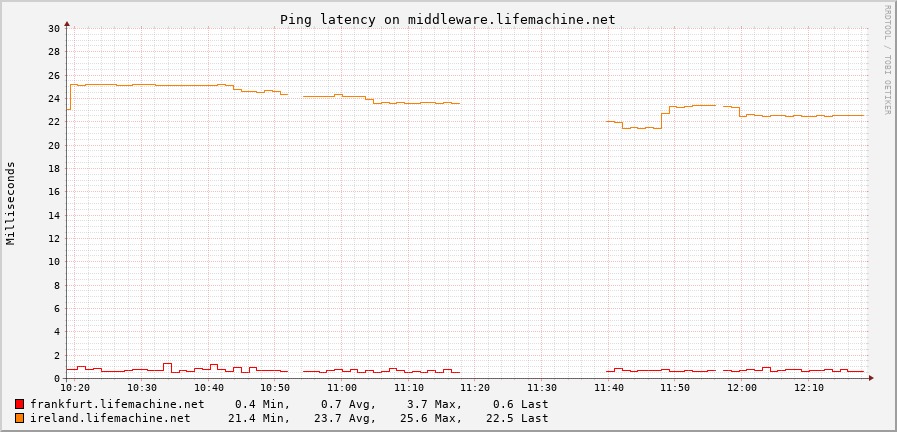 Ping latency on middleware.lifemachine.net
RRDTOOL / TOBI OETIKER
Milliseconds
30
28
26
24
22
20
18
16
14
12
10
8
6
4
2
0
10:20 10:30 10:40 10:50 11:00 11:10 11:20 11:30 11:40 11:50 12:00 12:10
frankfurt.lifemachine.net 0.4 Min, 0.7 Avg, 3.7 Max, 0.6 Last
ireland.lifemachine.net 21.4 Min, 23.7 Avg, 25.6 Max, 22.5 Last